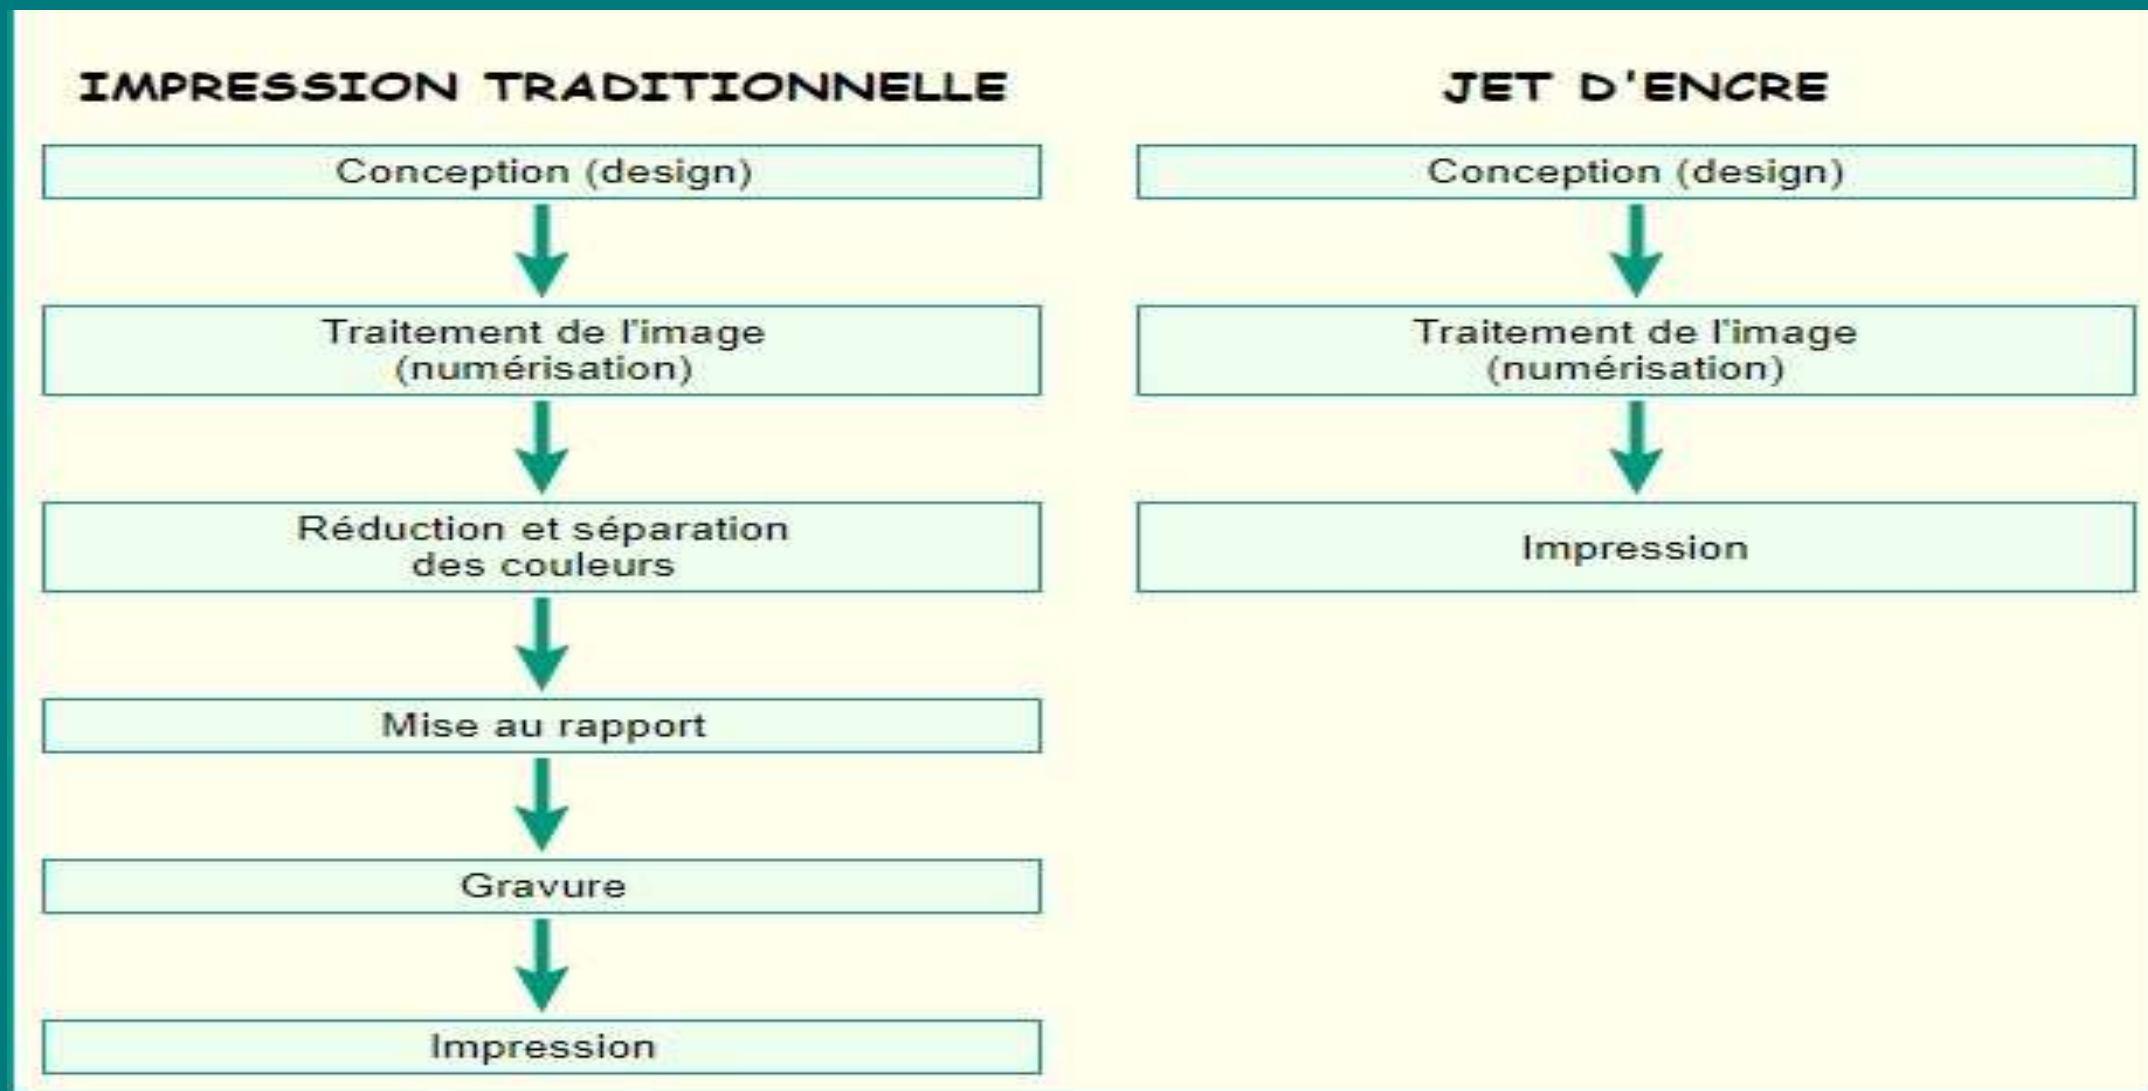 IMPRESSION TRADITIONNELLE
Conception (design)
Traitement de l'image
(numérisation)
Réduction et séparation
des couleurs
Mise au rapport
Gravure
Impression
JET D'ENCRE
Conception (design)
Traitement de l'image
(numérisation)
Impression